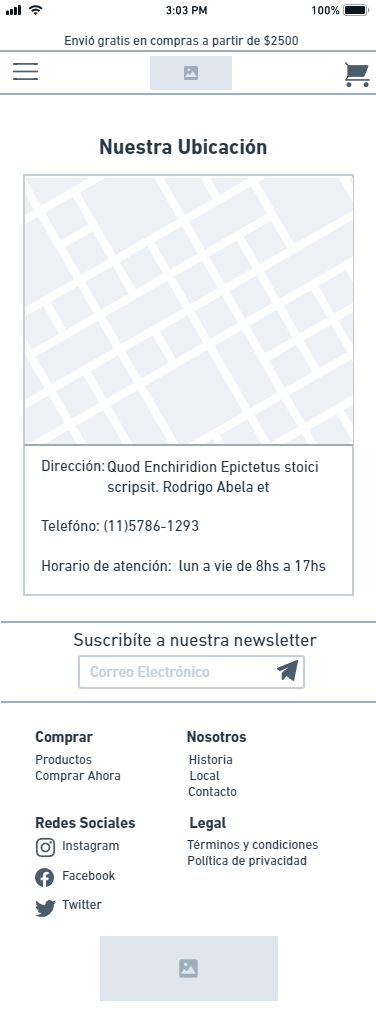 3:03 PM
100%
Envió gratis en compras a partir de $2500
Nuestra Ubicación
Dirección: Quod Enchiridion Epictetus stoici
scripsit. Rodrigo Abela et
Telefóno: (11)5786-1293
Horario de atención: lun a vie de 8hs a 17hs
Suscribíte a nuestra newsletter
Correo Electrónico
Comprar
Productos
Comprar Ahora
Nosotros
Historia
Local
Contacto
Redes Sociales
Instagram
Facebook
Twitter
Legal
Términos y condiciones
Política de privacidad